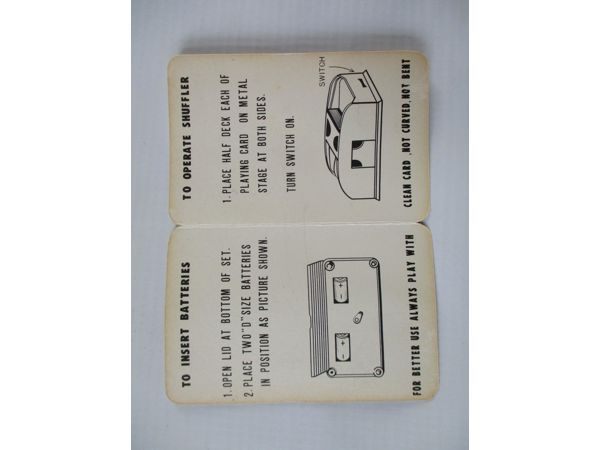 TO INSERT BATTERIES
1. OPEN LID AT BOTTOM OF SET.
2. PLACE TWO "D" SIZE BATTERIES
IN POSITION AS PICTURE SHOWN.
TO OPERATE SHUFFLER
1. PLACE HALF DECK EACH OF
PLAYING CARD ON METAL
STAGE AT BOTH SIDES.
TURN SWITCH ON.
SWITCH
FOR BETTER USE ALWAYS PLAY WITH CLEAN CARD, NOT CURVED, NOT BENT